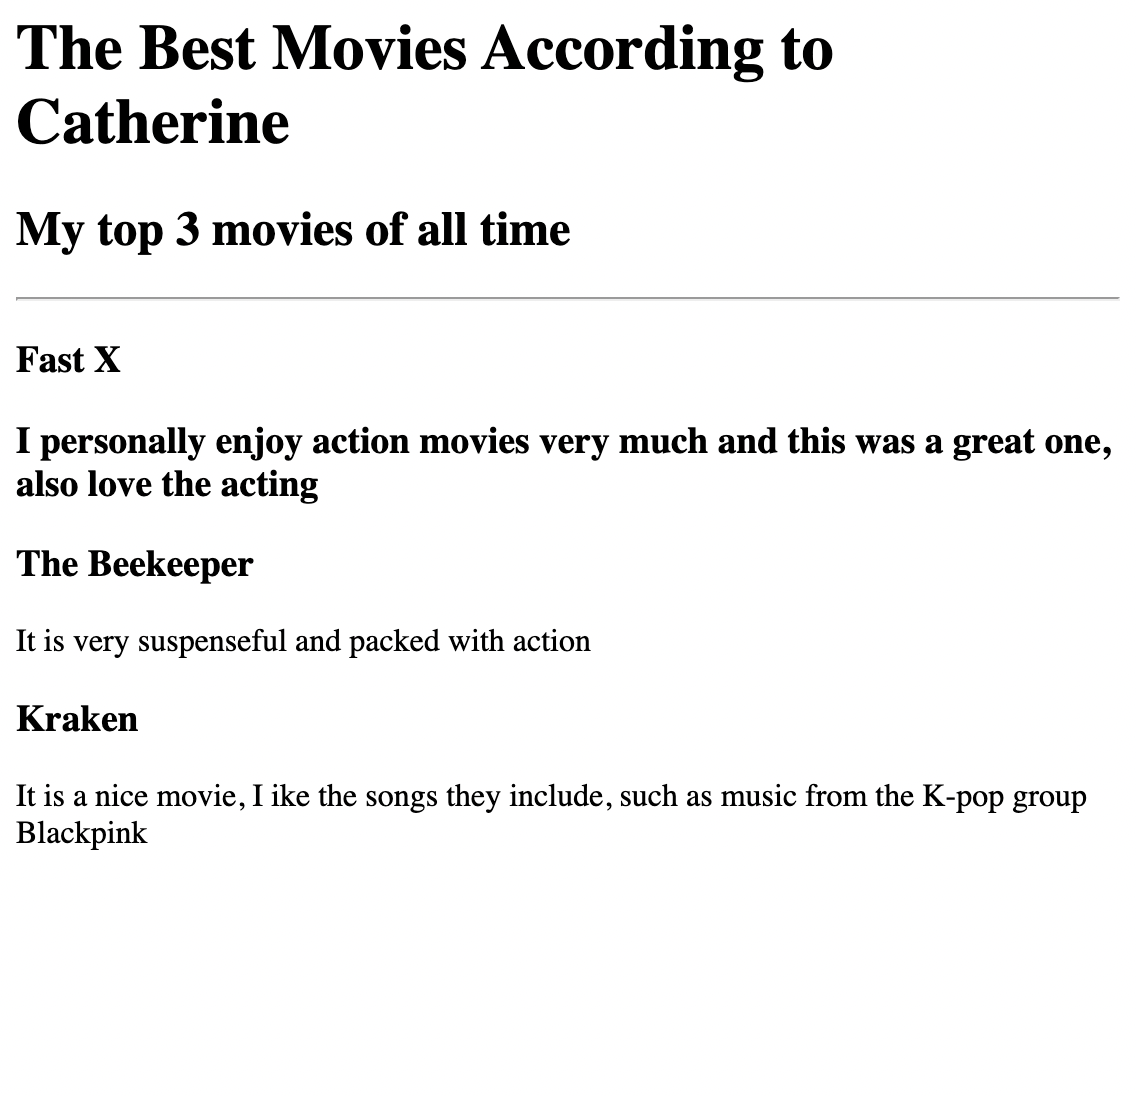 The Best Movies According to
Catherine
My top 3 movies of all time
Fast X
I personally enjoy action movies very much and this was a great one,
also love the acting
The Beekeeper
It is very suspenseful and packed with action
Kraken
It is a nice movie, I ike the songs they include, such as music from the K-pop group
Blackpink